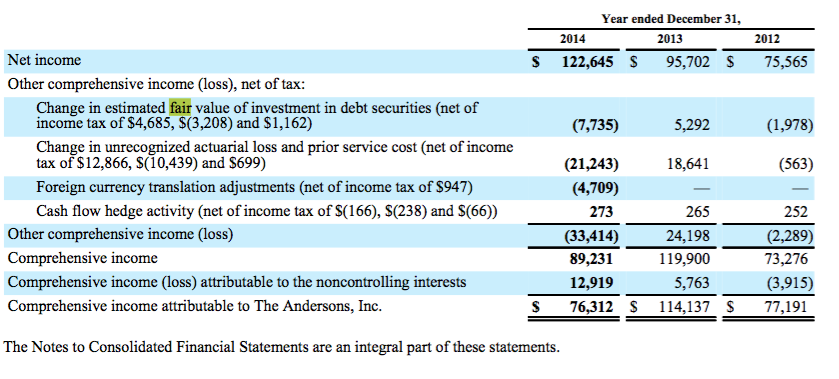 Year ended December 31,
2014 2013 2012
Net income $ 122,645 $ 95,702 $ 75,565
Other comprehensive income (loss), net of tax:
Change in estimated fair value of investment in debt securities (net of
income tax of $4,685, $(3,208) and $1,162) (7,735) 5,292 (1,978)
Change in unrecognized actuarial loss and prior service cost (net of income
tax of $12,866, $(10,439) and $699) (21,243) 18,641 (563)
Foreign currency translation adjustments (net of income tax of $947) (4,709) — —
Cash flow hedge activity (net of income tax of $(166), $(238) and $(66)) 273 265 252
Other comprehensive income (loss) (33,414) 24,198 (2,289)
Comprehensive income 89,231 119,900 73,276
Comprehensive income (loss) attributable to the noncontrolling interests 12,919 5,763 (3,915)
Comprehensive income attributable to The Andersons, Inc. $ 76,312 $ 114,137 $ 77,191
The Notes to Consolidated Financial Statements are an integral part of these statements.